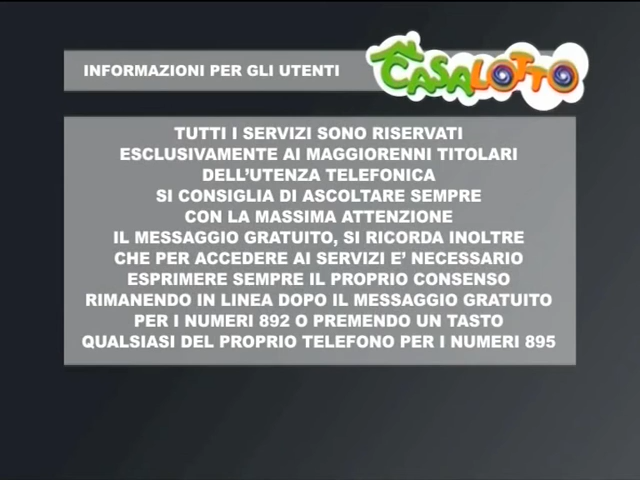 INFORMAZIONI PER GLI UTENTI
CASALOTTO
TUTTI I SERVIZI SONO RISERVATI
ESCLUSIVAMENTE AI MAGGIORENNI TITOLARI
DELL'UTENZA TELEFONICA
SI CONSIGLIA DI ASCOLTARE SEMPRE
CON LA MASSIMA ATTENZIONE
IL MESSAGGIO GRATUITO, SI RICORDA INOLTRE
CHE PER ACCEDERE AI SERVIZI E' NECESSARIO
ESPRIMERE SEMPRE IL PROPRIO CONSENSO
RIMANENDO IN LINEA DOPO IL MESSAGGIO GRATUITO
PER I NUMERI 892 O PREMENDO UN TASTO
QUALSIASI DEL PROPRIO TELEFONO PER I NUMERI 895